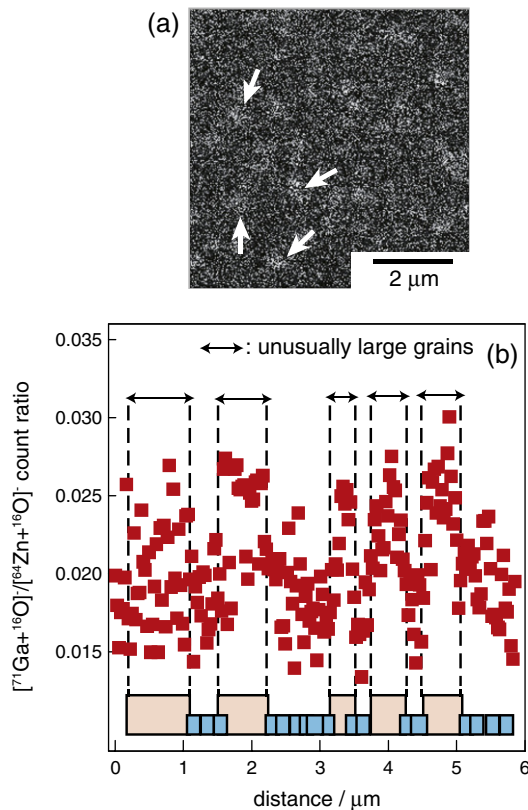 (a)
2 μm
0.035
0.030
0.025
0.020
0.015
[⁷¹Ga+¹⁶O]⁻/[⁶⁴Zn+¹⁶O]⁻ count ratio
: unusually large grains
(b)
0 1 2 3 4 5 6
distance / μm